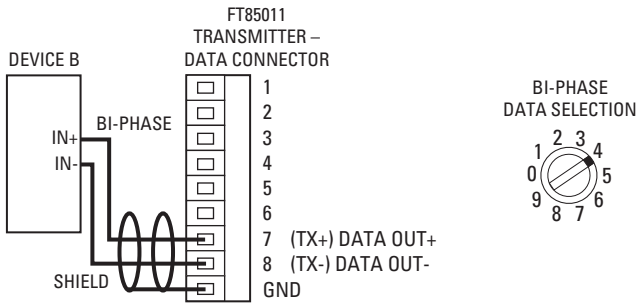 FT85011
TRANSMITTER –
DATA CONNECTOR
DEVICE B
BI-PHASE
IN+
IN-
SHIELD
1
2
3
4
5
6
7 (TX+) DATA OUT+
8 (TX-) DATA OUT-
GND
BI-PHASE
DATA SELECTION
0
1
2
3
4
5
6
7
8
9